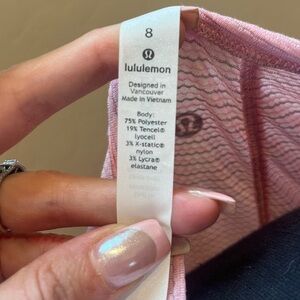 8
lululemon
Designed in
Vancouver
Made in Vietnam
Body:
75% Polyester
19% Tencel®
lyocell
3% X-static®
nylon
3% Lycra®
elastane